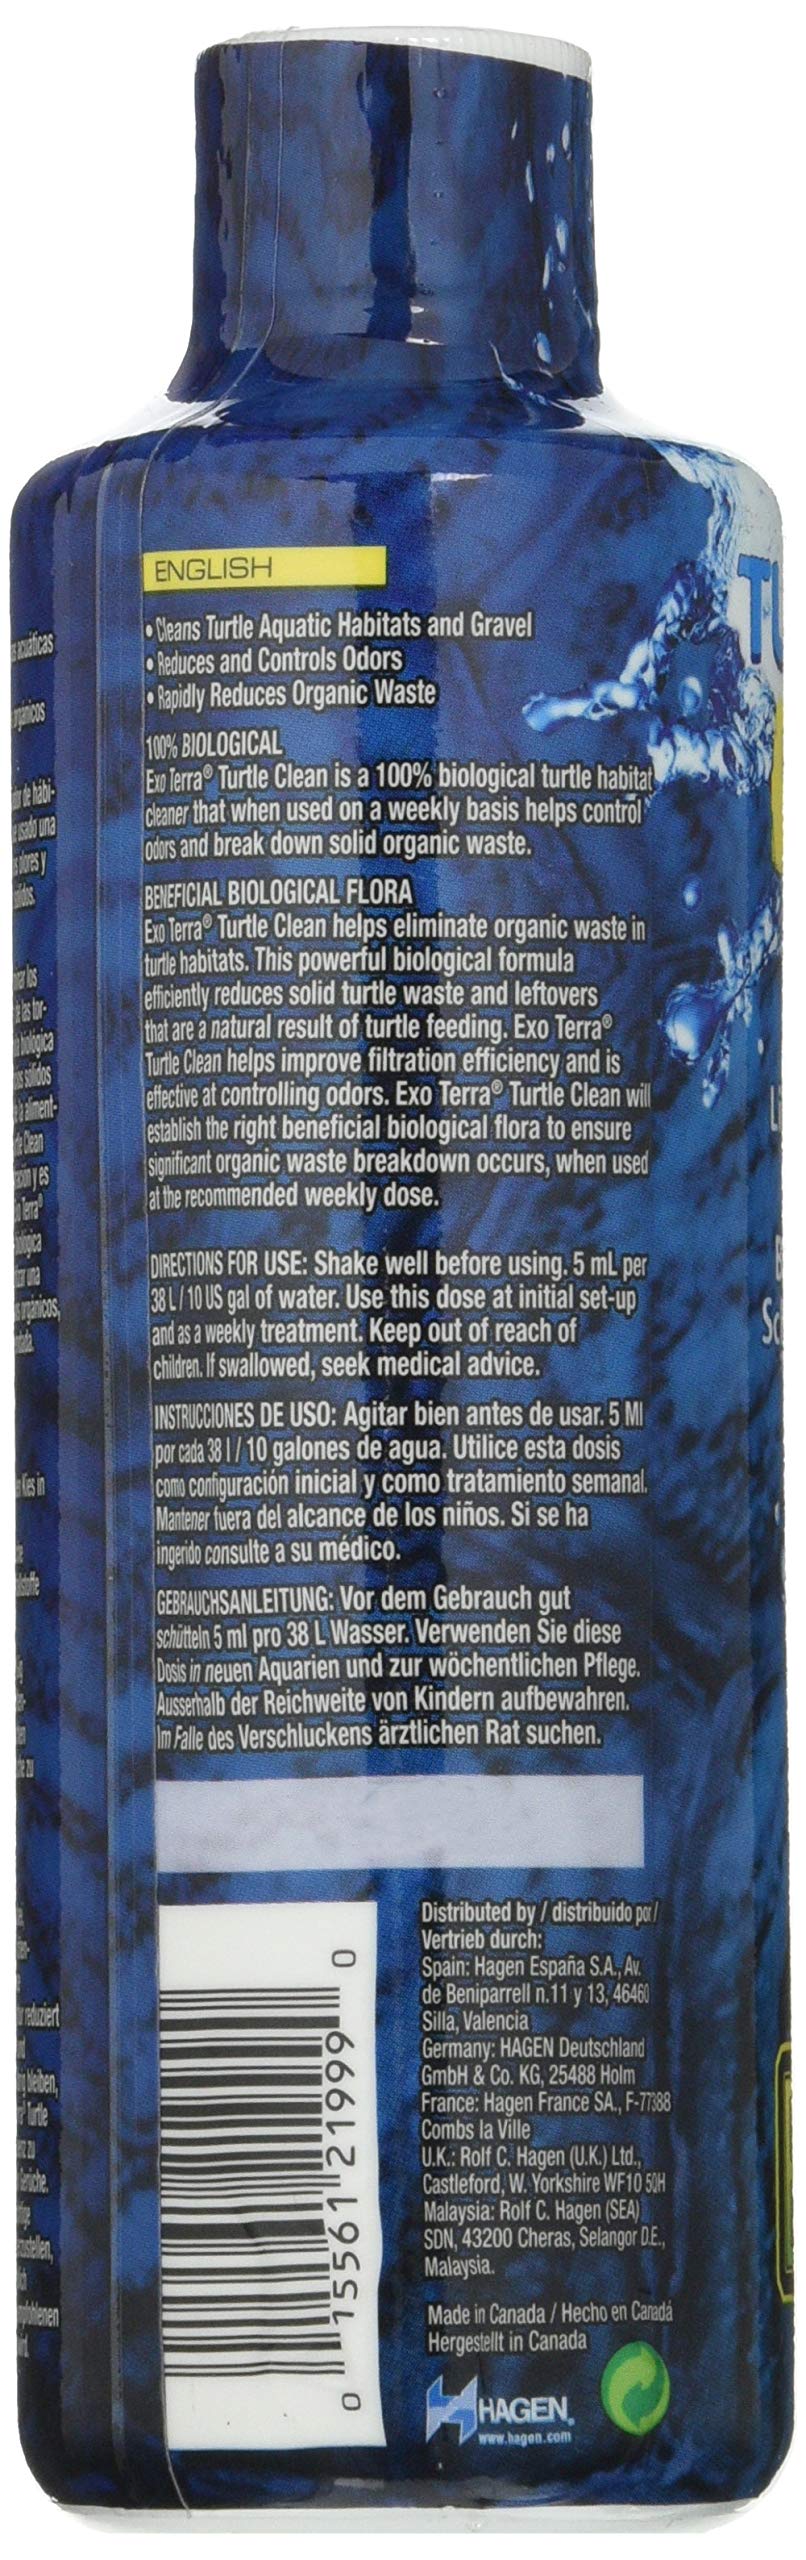 ENGLISH
• Cleans Turtle Aquatic Habitats and Gravel
• Reduces and Controls Odors
• Rapidly Reduces Organic Waste
100% BIOLOGICAL
Exo Terra® Turtle Clean is a 100% biological turtle habitat
cleaner that when used on a weekly basis helps control
odors and break down solid organic waste.
BENEFICIAL BIOLOGICAL FLORA
Exo Terra® Turtle Clean helps eliminate organic waste in
turtle habitats. This powerful biological formula
efficiently reduces solid turtle waste and leftovers
that are a natural result of turtle feeding. Exo Terra®
Turtle Clean helps improve filtration efficiency and is
effective at controlling odors. Exo Terra® Turtle Clean will
establish the right beneficial biological flora to ensure
significant organic waste breakdown occurs, when used
at the recommended weekly dose.
DIRECTIONS FOR USE: Shake well before using. 5 mL per
38 L / 10 US gal of water. Use this dose at initial set-up
and as a weekly treatment. Keep out of reach of
children. If swallowed, seek medical advice.
INSTRUCCIONES DE USO: Agitar bien antes de usar. 5 Ml
por cada 38 l / 10 galones de agua. Utilice esta dosis
como configuración inicial y como tratamiento semanal.
Mantener fuera del alcance de los niños. Si se ha
ingerido consulte a su médico.
GEBRAUCHSANLEITUNG: Vor dem Gebrauch gut
schütteln 5 ml pro 38 L Wasser. Verwenden Sie diese
Dosis in neuen Aquarien und zur wöchentlichen Pflege.
Ausserhalb der Reichweite von Kindern aufbewahren.
Im Falle des Verschluckens ärztlichen Rat suchen.
0 15561 21999 0
Distributed by / distribuido por /
Vertrieb durch:
Spain: Hagen España S.A., Av.
de Beniparrell n.11 y 13, 46460
Silla, Valencia
Germany: HAGEN Deutschland
GmbH & Co. KG, 25488 Holm
France: Hagen France SA., F-77388
Combs la Ville
U.K.: Rolf C. Hagen (U.K.) Ltd.,
Castleford, W. Yorkshire WF10 5QH
Malaysia: Rolf C. Hagen (SEA)
SDN, 43200 Cheras, Selangor D.E.,
Malaysia.
Made in Canada / Hecho en Canadá
Hergestellt in Canada
HAGEN®
www.hagen.com
TU